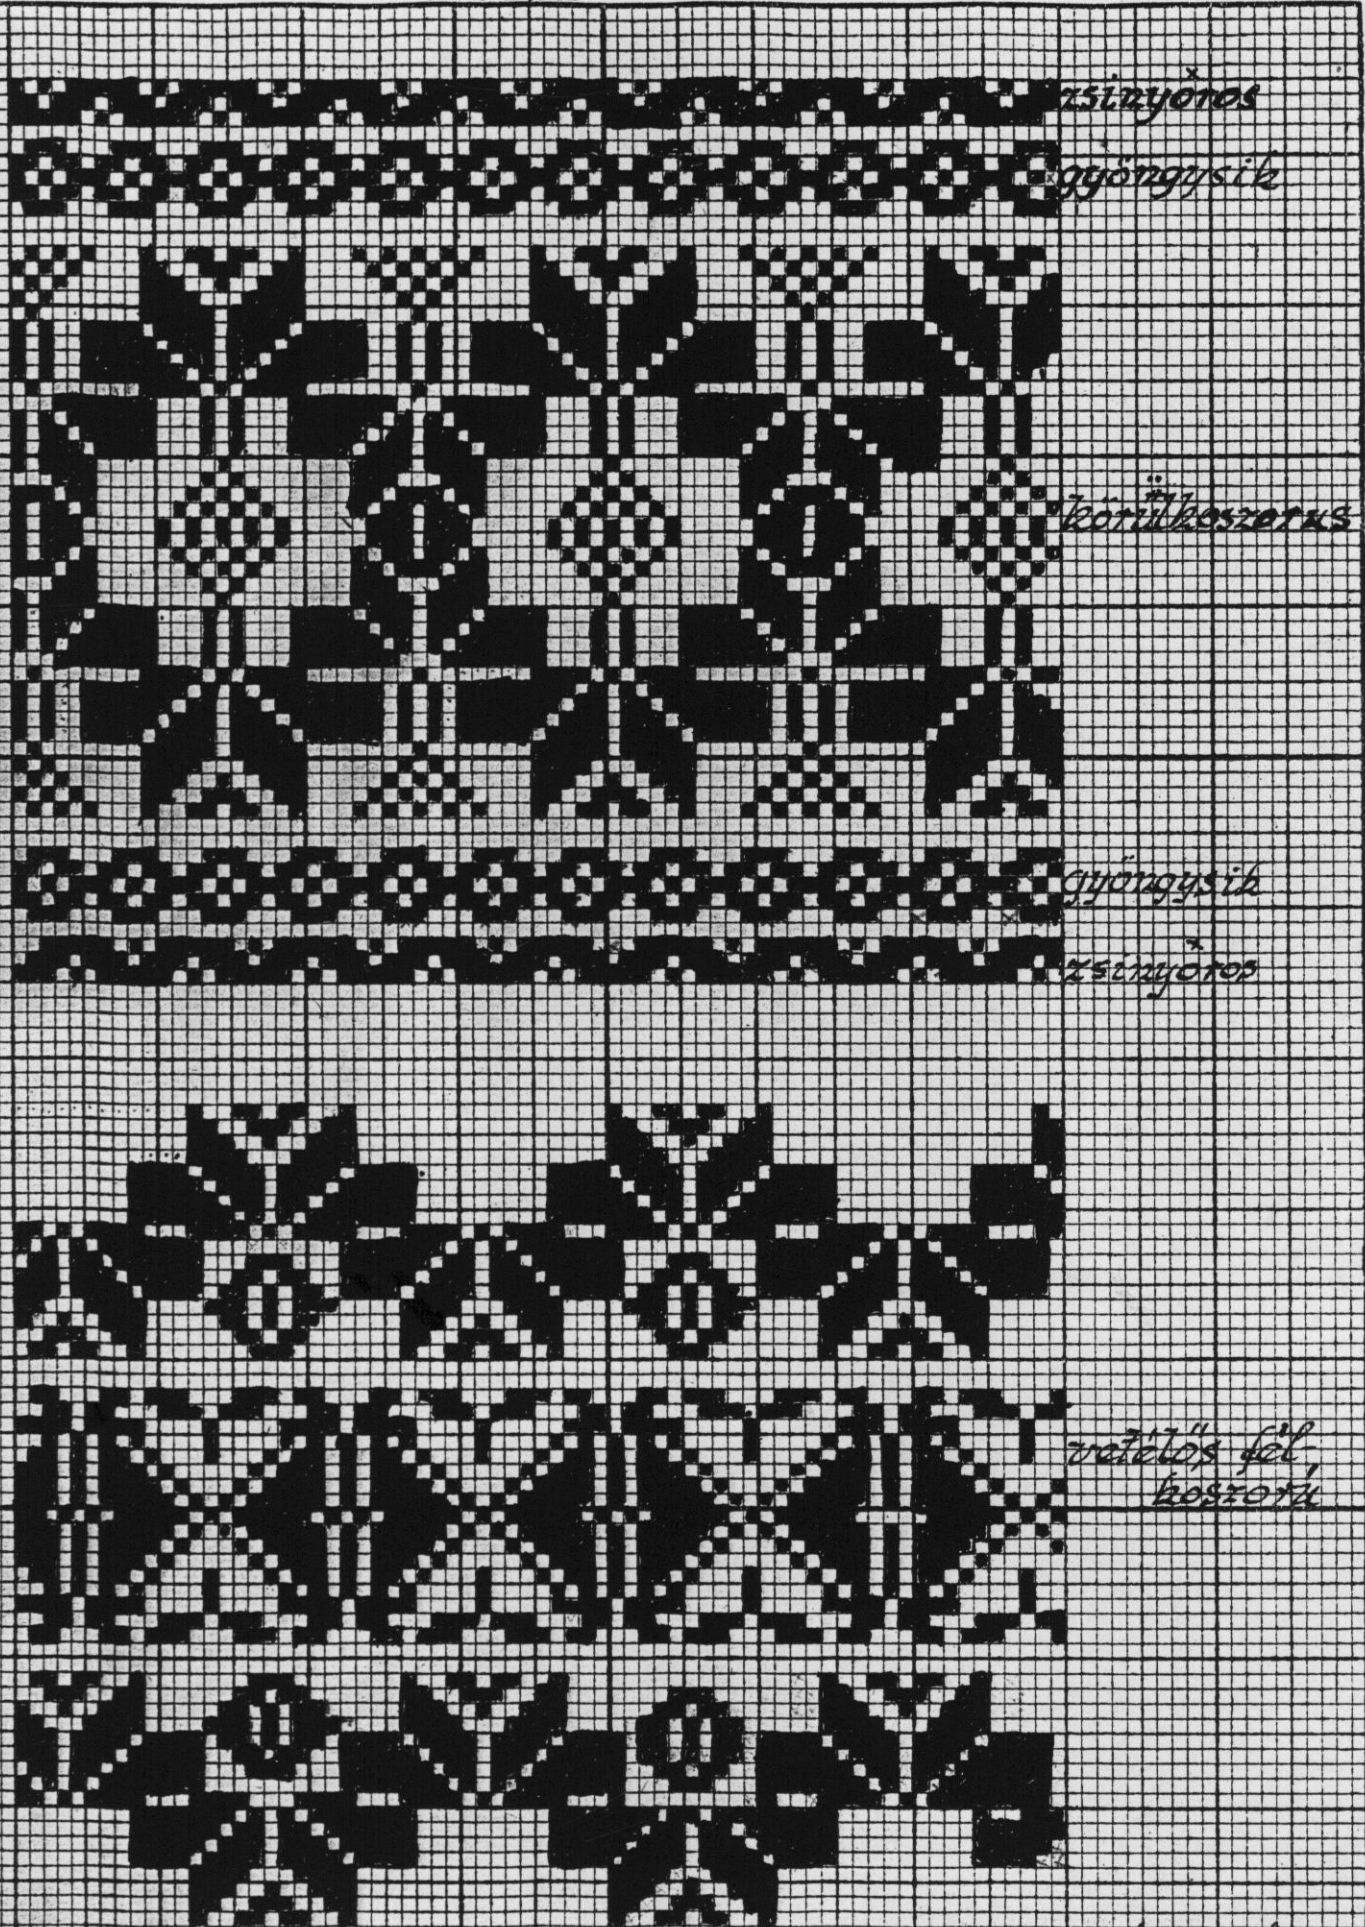 zsinyóros
gyöngysik
körülkoszorus
gyöngysik
zsinyóros
vetélős fél-
koszorú